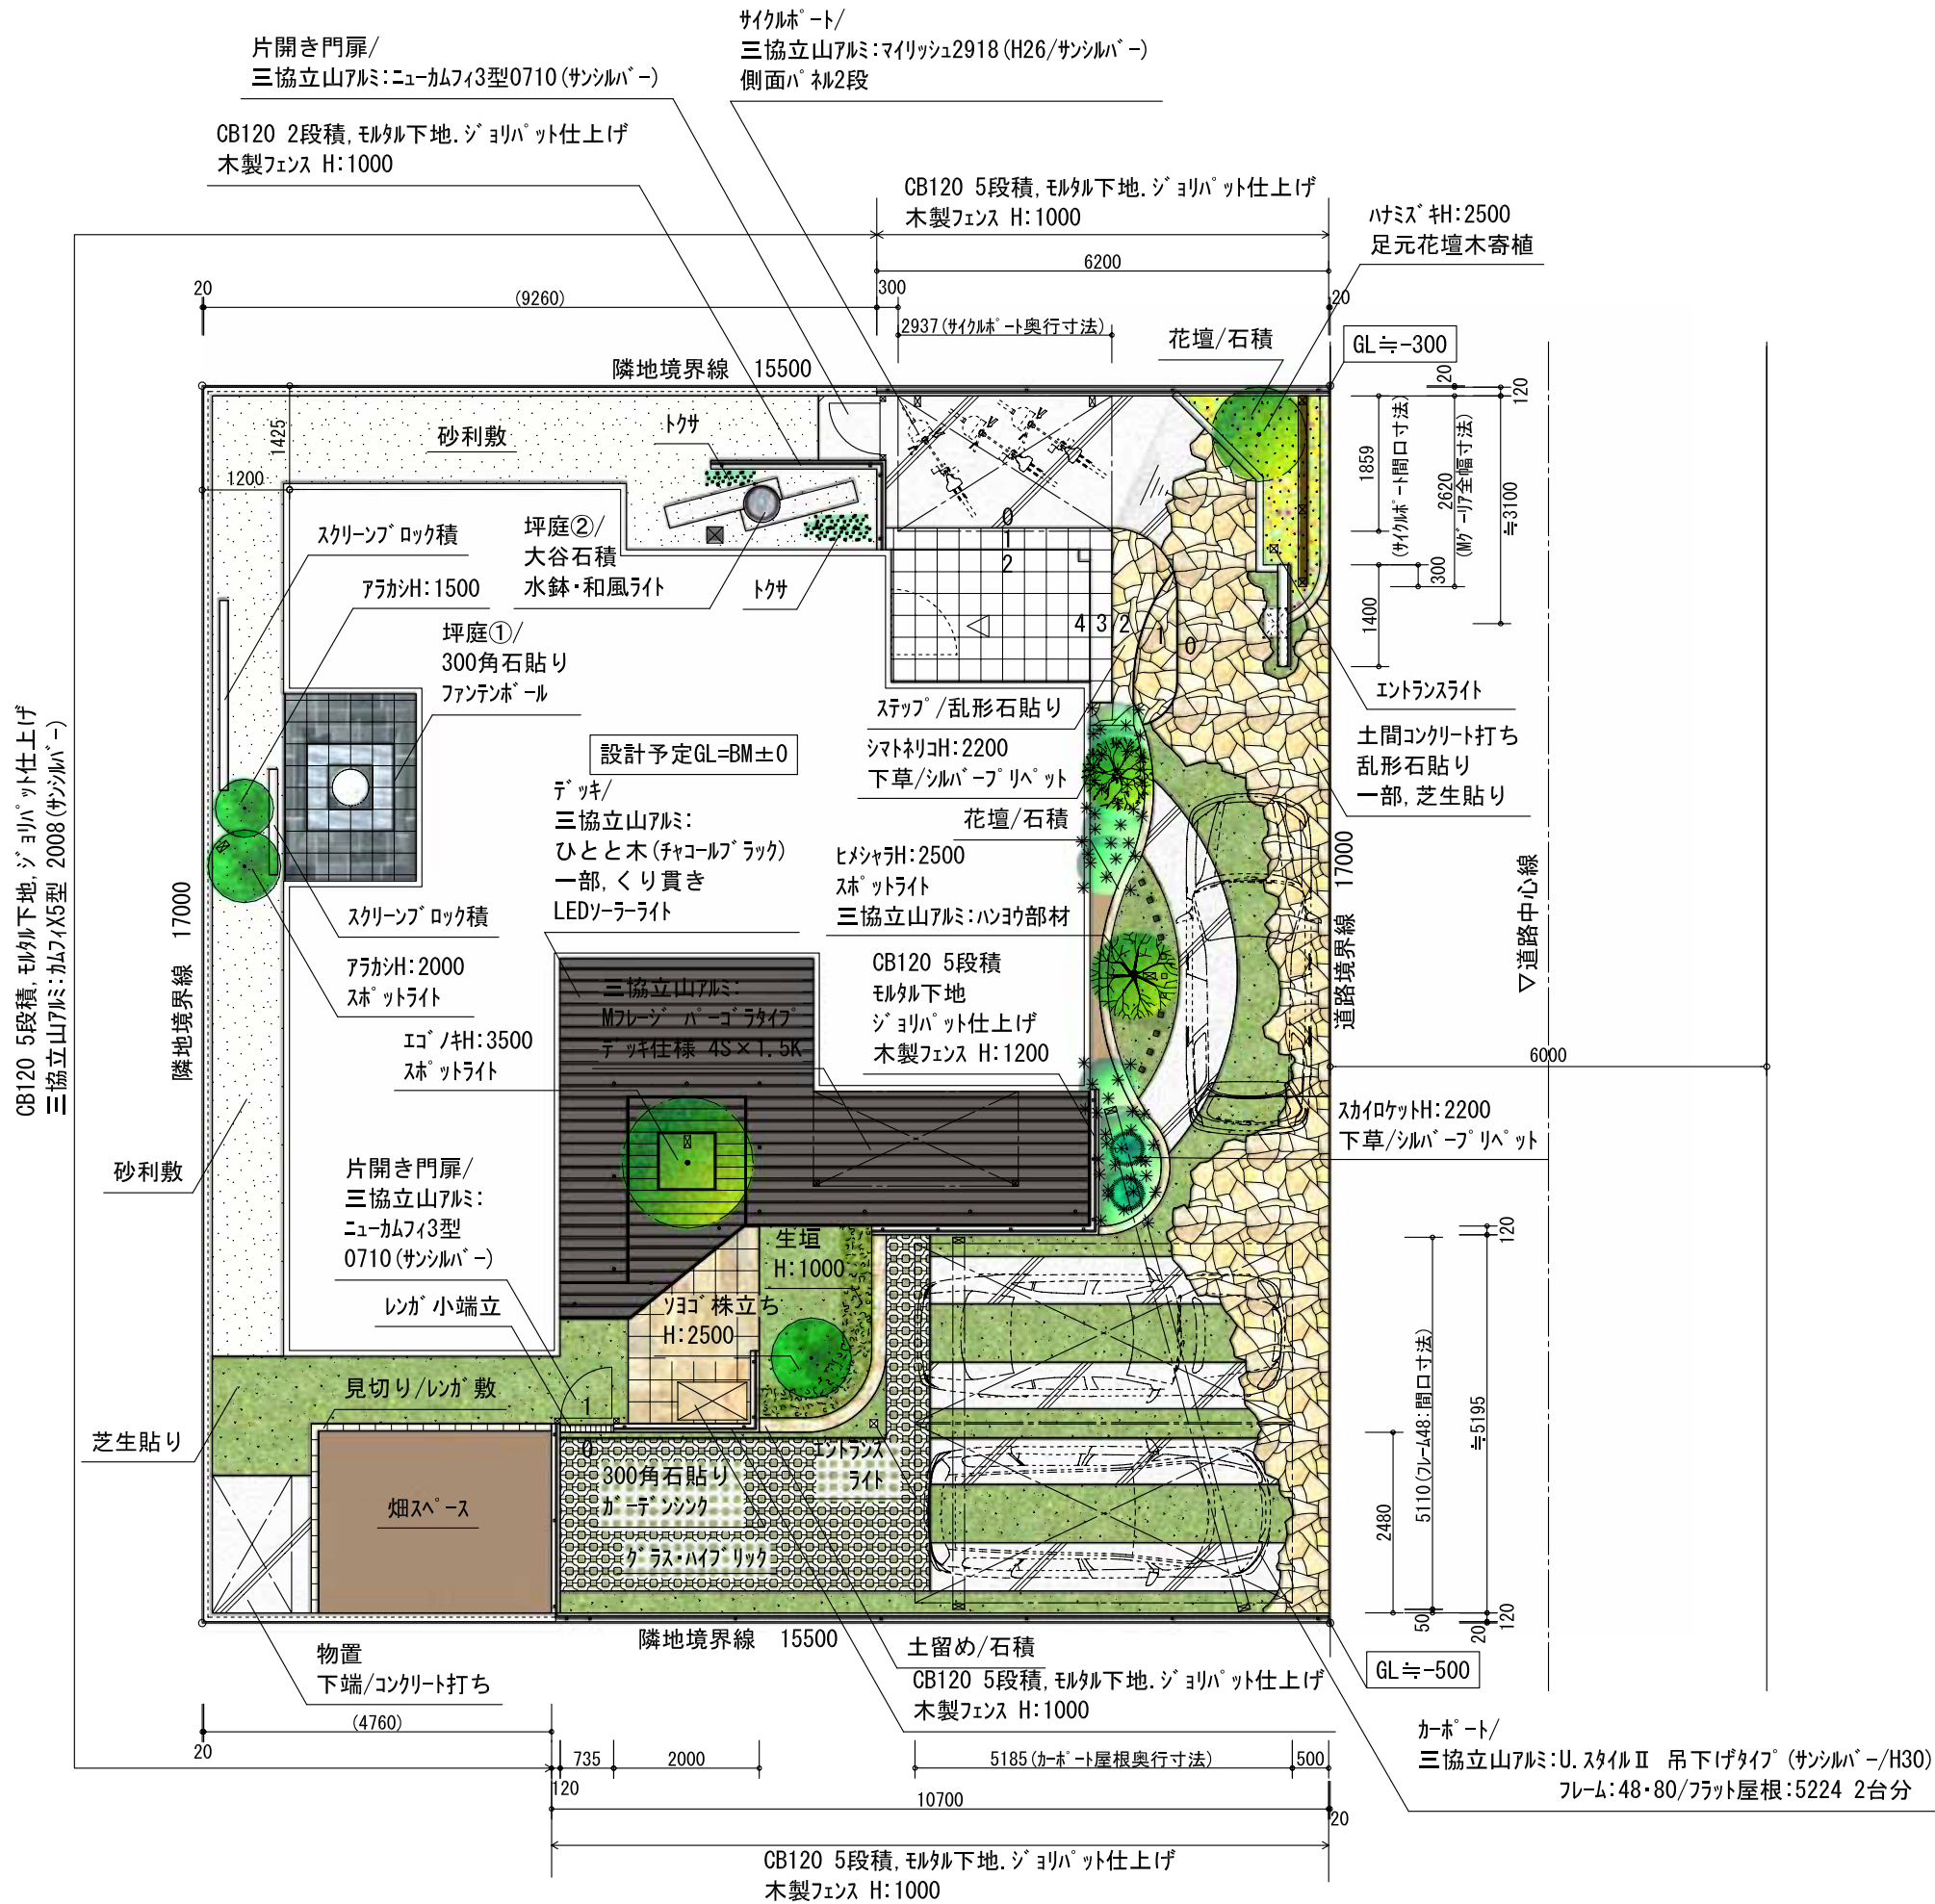 サイクルポート/
三協立山アルミ:マイリッシュ2918(H26/サンシルバー)
側面パネル2段
片開き門扉/
三協立山アルミ:ニューカムフィ3型0710(サンシルバー)
CB120 2段積,モルタル下地.ジョリパット仕上げ
木製フェンス H:1000
CB120 5段積,モルタル下地.ジョリパット仕上げ
木製フェンス H:1000
ハナミズキH:2500
足元花壇木寄植
6200
20
(9260)
300
20
2937(サイクルポート奥行寸法)
花壇/石積
GL≒-300
隣地境界線 15500
20
120
1425
砂利敷
トクサ
1859
(サイクルポート間口寸法)
2620
(Mグーリア全幅寸法)
≒3100
1200
スクリーンブロック積
坪庭②/
大谷石積
水鉢・和風ライト
トクサ
0
1
2
300
1400
アラカシH:1500
坪庭①/
300角石貼り
ファンテンボール
4
3
2
1
0
エントランスライト
ステップ/乱形石貼り
土間コンクリート打ち
乱形石貼り
一部,芝生貼り
設計予定GL=BM±0
シマトネリコH:2200
下草/シルバープリペット
デッキ/
三協立山アルミ:
ひとと木(チャコールブラック)
一部,くり貫き
LEDソーラーライト
花壇/石積
ヒメシャラH:2500
スポットライト
三協立山アルミ:ハンヨウ部材
CB120 5段積,モルタル下地,ジョリパット仕上げ
三協立山アルミ:カムフィX5型 2008(サンシルバー)
隣地境界線 17000
道路境界線 17000
▽道路中心線
スクリーンブロック積
アラカシH:2000
スポットライト
CB120 5段積
モルタル下地
ジョリパット仕上げ
木製フェンス H:1200
三協立山アルミ:
Mフレージ パーゴラタイプ
デッキ仕様 4S×1.5K
エゴノキH:3500
スポットライト
6000
スカイロケットH:2200
下草/シルバープリペット
砂利敷
片開き門扉/
三協立山アルミ:
ニューカムフィ3型
0710(サンシルバー)
生垣
H:1000
120
レンガ小端立
ソヨゴ株立ち
H:2500
5110(フレーム48:間口寸法)
≒5195
見切り/レンガ敷
1
0
芝生貼り
エントランス
ライト
300角石貼り
ガーデンシンク
畑スペース
グラス・ハイブリック
2480
50
20
120
隣地境界線 15500
物置
下端/コンクリート打ち
土留め/石積
CB120 5段積,モルタル下地.ジョリパット仕上げ
木製フェンス H:1000
GL≒-500
(4760)
20
735
2000
5185(カーポート屋根奥行寸法)
500
120
10700
20
カーポート/
三協立山アルミ:U.スタイルⅡ 吊下げタイプ(サンシルバー/H30)
フレーム:48・80/フラット屋根:5224 2台分
CB120 5段積,モルタル下地.ジョリパット仕上げ
木製フェンス H:1000